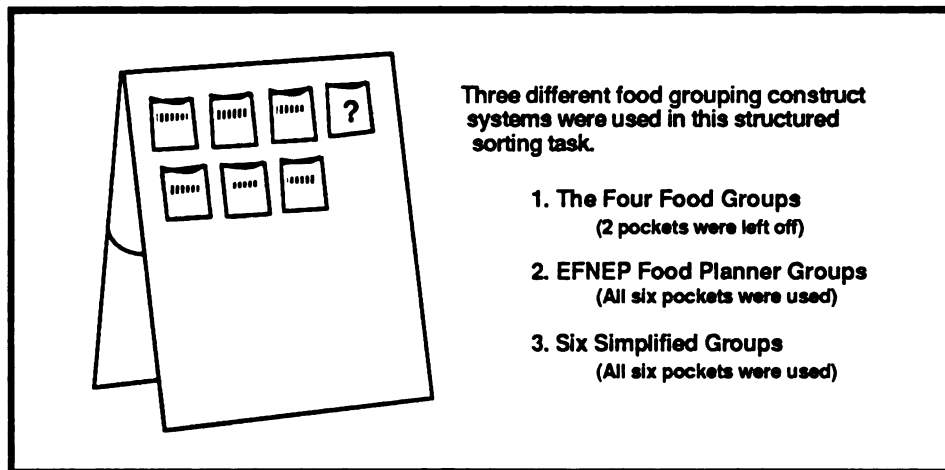 ?
Three different food grouping construct
systems were used in this structured
sorting task.
1. The Four Food Groups
(2 pockets were left off)
2. EFNEP Food Planner Groups
(All six pockets were used)
3. Six Simplified Groups
(All six pockets were used)